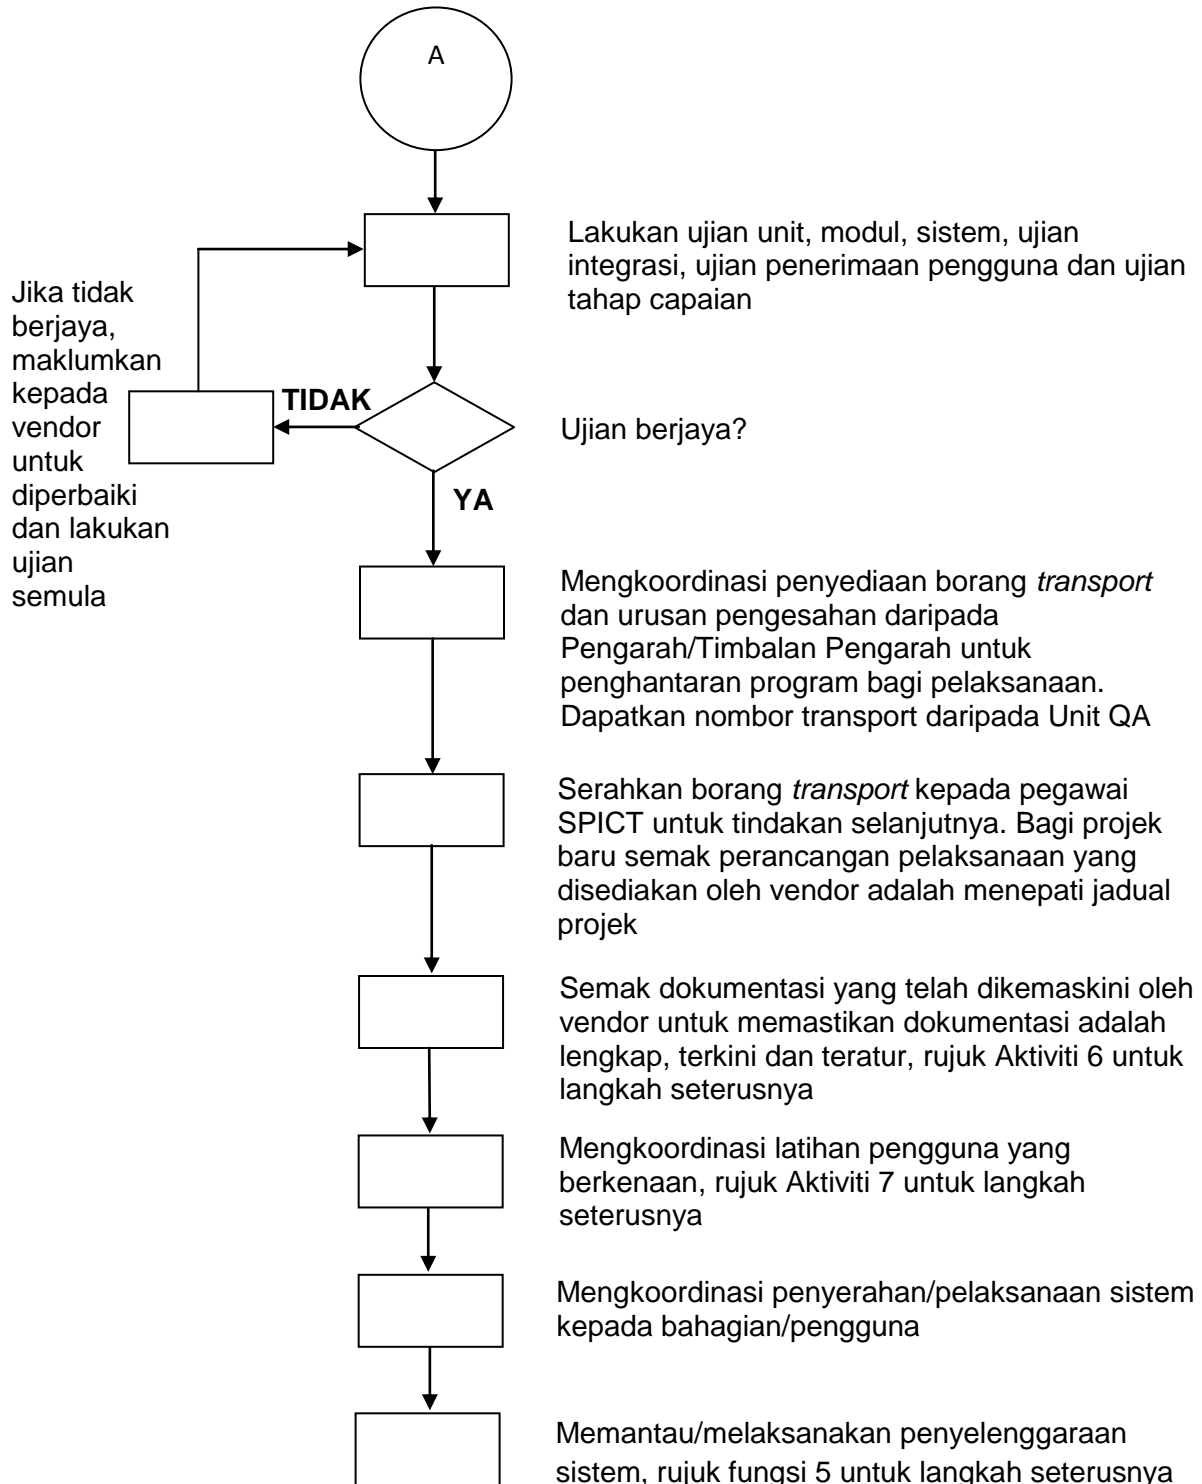 A
Lakukan ujian unit, modul, sistem, ujian
integrasi, ujian penerimaan pengguna dan ujian
tahap capaian
Jika tidak
berjaya,
maklumkan
kepada
vendor
untuk
diperbaiki
dan lakukan
ujian
semula
TIDAK
Ujian berjaya?
YA
Mengkoordinasi penyediaan borang transport
dan urusan pengesahan daripada
Pengarah/Timbalan Pengarah untuk
penghantaran program bagi pelaksanaan.
Dapatkan nombor transport daripada Unit QA
Serahkan borang transport kepada pegawai
SPICT untuk tindakan selanjutnya. Bagi projek
baru semak perancangan pelaksanaan yang
disediakan oleh vendor adalah menepati jadual
projek
Semak dokumentasi yang telah dikemaskini oleh
vendor untuk memastikan dokumentasi adalah
lengkap, terkini dan teratur, rujuk Aktiviti 6 untuk
langkah seterusnya
Mengkoordinasi latihan pengguna yang
berkenaan, rujuk Aktiviti 7 untuk langkah
seterusnya
Mengkoordinasi penyerahan/pelaksanaan sistem
kepada bahagian/pengguna
Memantau/melaksanakan penyelenggaraan
sistem, rujuk fungsi 5 untuk langkah seterusnya